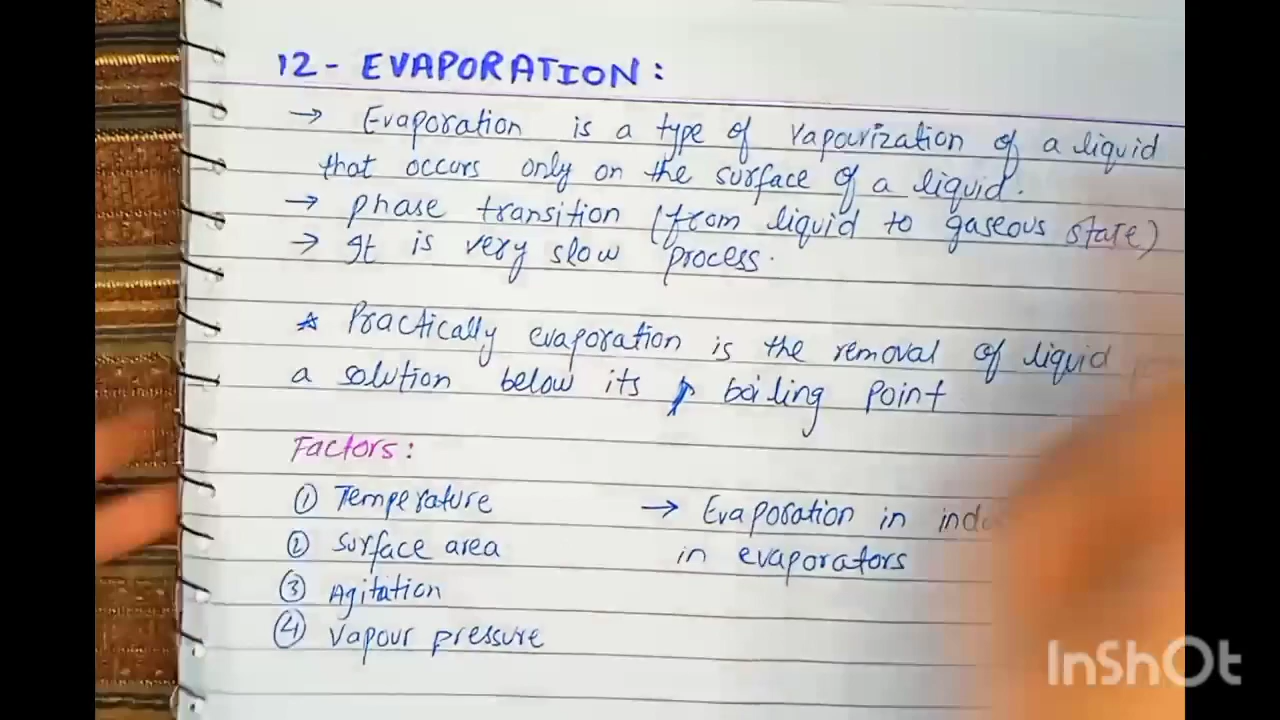 12 - EVAPORATION :
→ Evaporation is a type of vapourization of a liquid
that occurs only on the surface of a liquid.
→ phase transition (from liquid to gaseous state)
→ It is very slow process.
☆ Practically evaporation is the removal of liquid
a solution below its boiling point
Factors :
① Temperature
② Surface area
③ Agitation
④ Vapour pressure
→ Evaporation in
in evaporators
InShOt